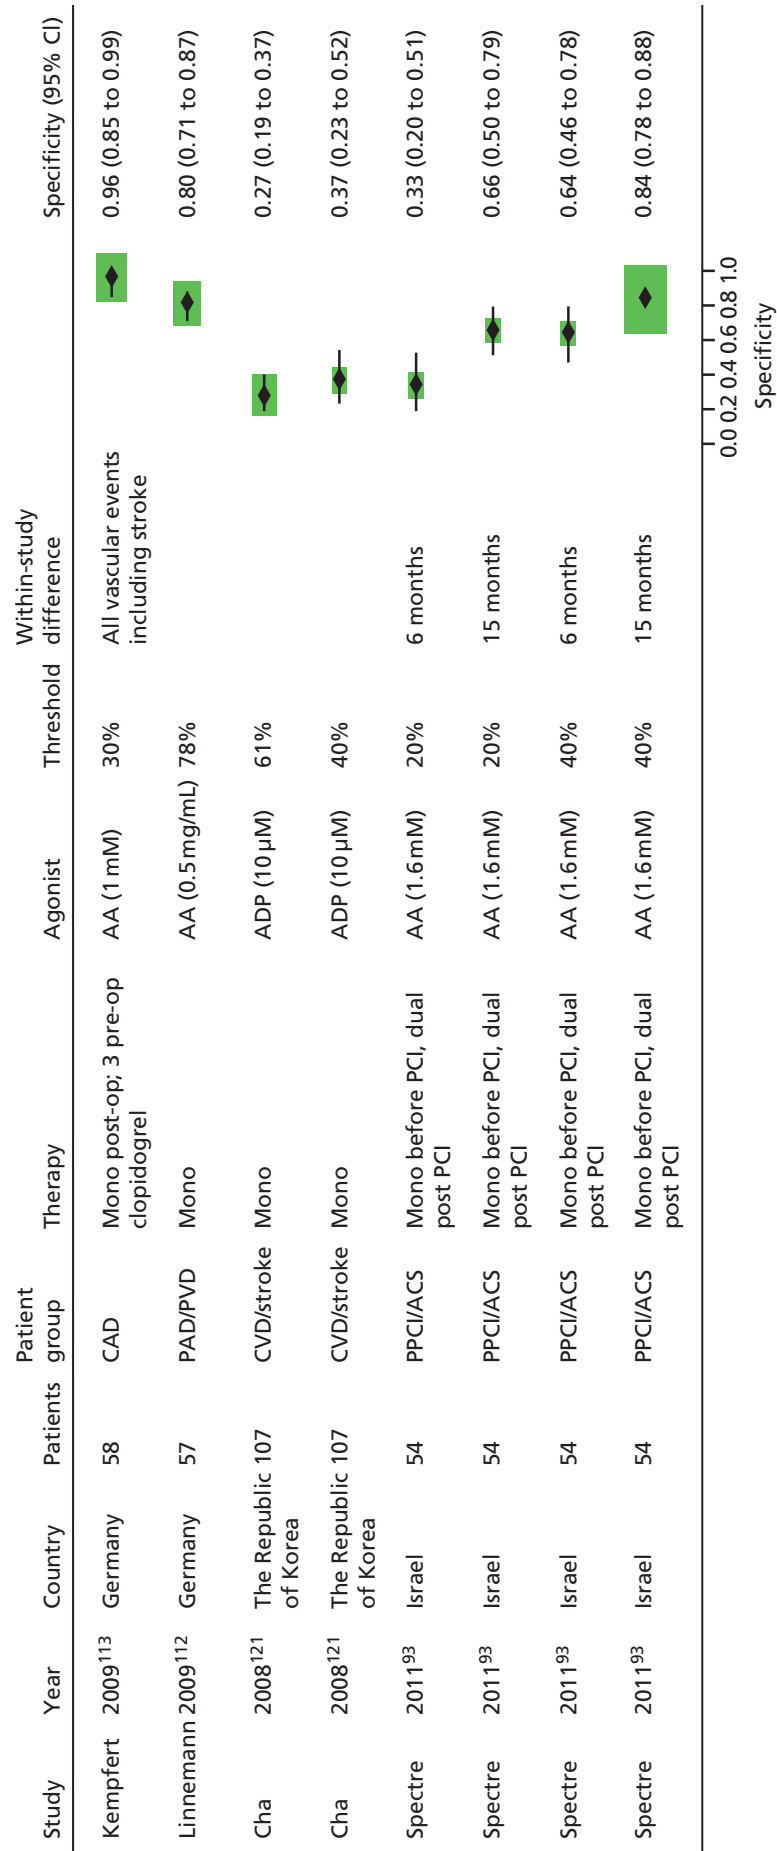 Study Year Country Patients Patient group Therapy Agonist Threshold Within-study difference Specificity (95% CI)
Kempfert 2009113 Germany 58 CAD Mono post-op; 3 pre-op AA (1 mM) 30% All vascular events 0.96 (0.85 to 0.99)
clopidogrel including stroke
Linnemann 2009112 Germany 57 PAD/PVD Mono AA (0.5 mg/mL) 78% 0.80 (0.71 to 0.87)
Cha 2008121 The Republic 107 CVD/stroke Mono ADP (10 µM) 61% 0.27 (0.19 to 0.37)
of Korea
Cha 2008121 The Republic 107 CVD/stroke Mono ADP (10 µM) 40% 0.37 (0.23 to 0.52)
of Korea
Spectre 201193 Israel 54 PPCI/ACS Mono before PCI, dual AA (1.6 mM) 20% 6 months 0.33 (0.20 to 0.51)
post PCI
Spectre 201193 Israel 54 PPCI/ACS Mono before PCI, dual AA (1.6 mM) 20% 15 months 0.66 (0.50 to 0.79)
post PCI
Spectre 201193 Israel 54 PPCI/ACS Mono before PCI, dual AA (1.6 mM) 40% 6 months 0.64 (0.46 to 0.78)
post PCI
Spectre 201193 Israel 54 PPCI/ACS Mono before PCI, dual AA (1.6 mM) 40% 15 months 0.84 (0.78 to 0.88)
post PCI
0.0 0.2 0.4 0.6 0.8 1.0
Specificity